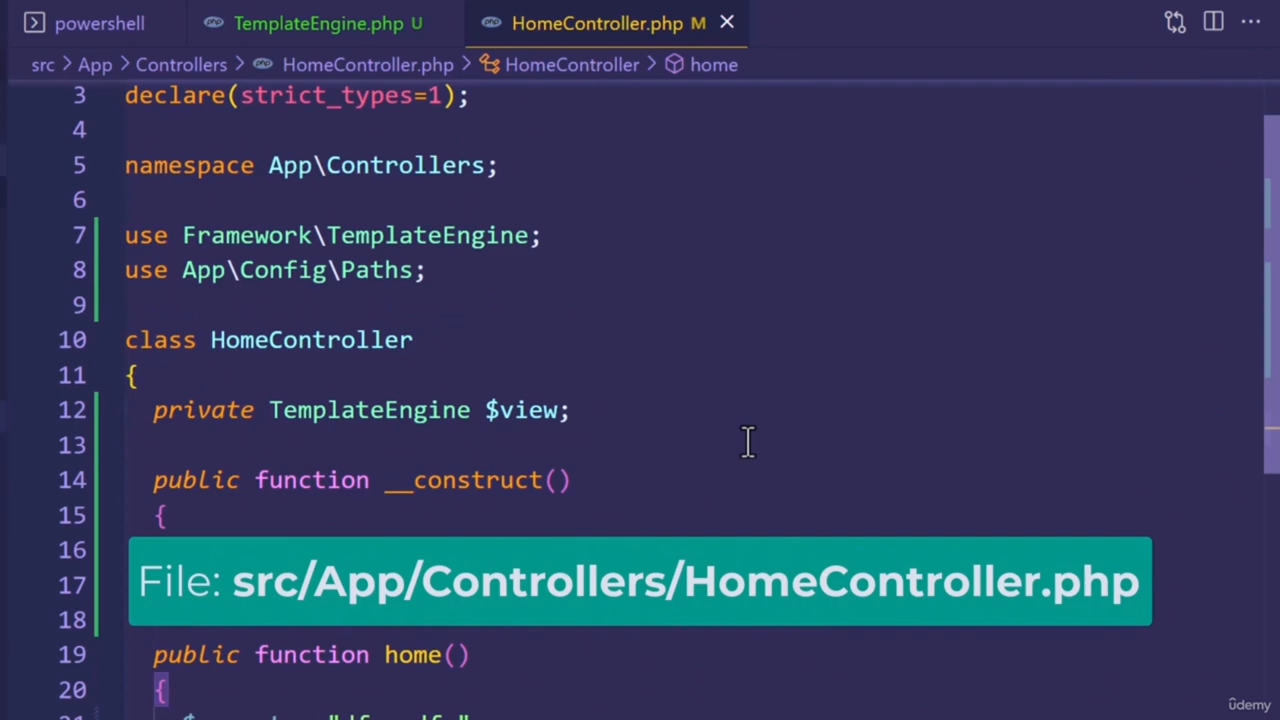 powershell TemplateEngine.php U HomeController.php M
src > App > Controllers > HomeController.php > HomeController > home
3 declare(strict_types=1);
4
5 namespace App\Controllers;
6
7 use Framework\TemplateEngine;
8 use App\Config\Paths;
9
10 class HomeController
11 {
12 private TemplateEngine $view;
13
14 public function __construct()
15 {
16
File: src/App/Controllers/HomeController.php
17
18
19 public function home()
20 {
udemy